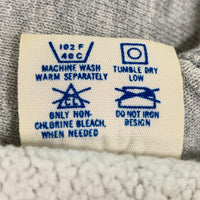 102 F
40 C
MACHINE WASH
WARM SEPARATELY
TUMBLE DRY
LOW
CL
ONLY NON-
CHLORINE BLEACH,
WHEN NEEDED
DO NOT IRON
DESIGN